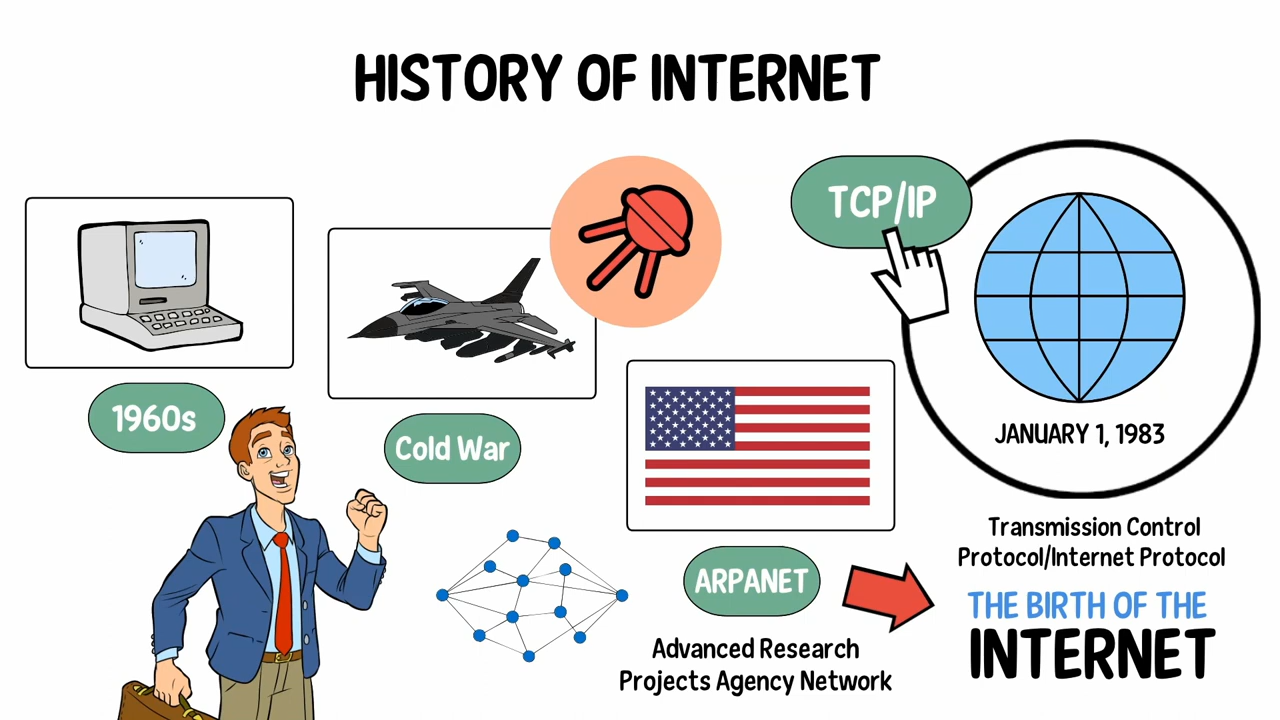 HISTORY OF INTERNET
1960s
Cold War
ARPANET
Advanced Research
Projects Agency Network
TCP/IP
JANUARY 1, 1983
Transmission Control
Protocol/Internet Protocol
THE BIRTH OF THE
INTERNET